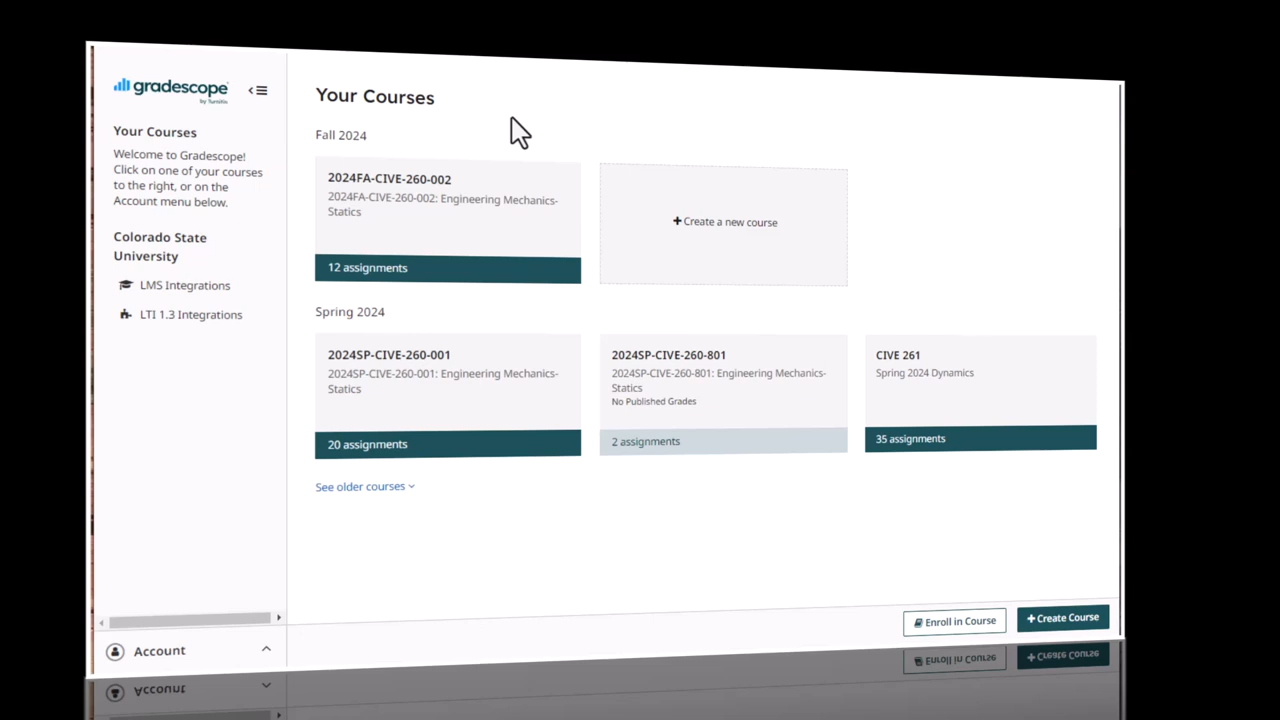 gradescope
by Turnitin
Your Courses
Welcome to Gradescope!
Click on one of your courses
to the right, or on the
Account menu below.
Colorado State
University
LMS Integrations
LTI 1.3 Integrations
Account
Your Courses
Fall 2024
2024FA-CIVE-260-002
2024FA-CIVE-260-002: Engineering Mechanics-
Statics
12 assignments
+ Create a new course
Spring 2024
2024SP-CIVE-260-001
2024SP-CIVE-260-001: Engineering Mechanics-
Statics
20 assignments
2024SP-CIVE-260-801
2024SP-CIVE-260-801: Engineering Mechanics-
Statics
No Published Grades
2 assignments
CIVE 261
Spring 2024 Dynamics
35 assignments
See older courses
Enroll in Course
+ Create Course